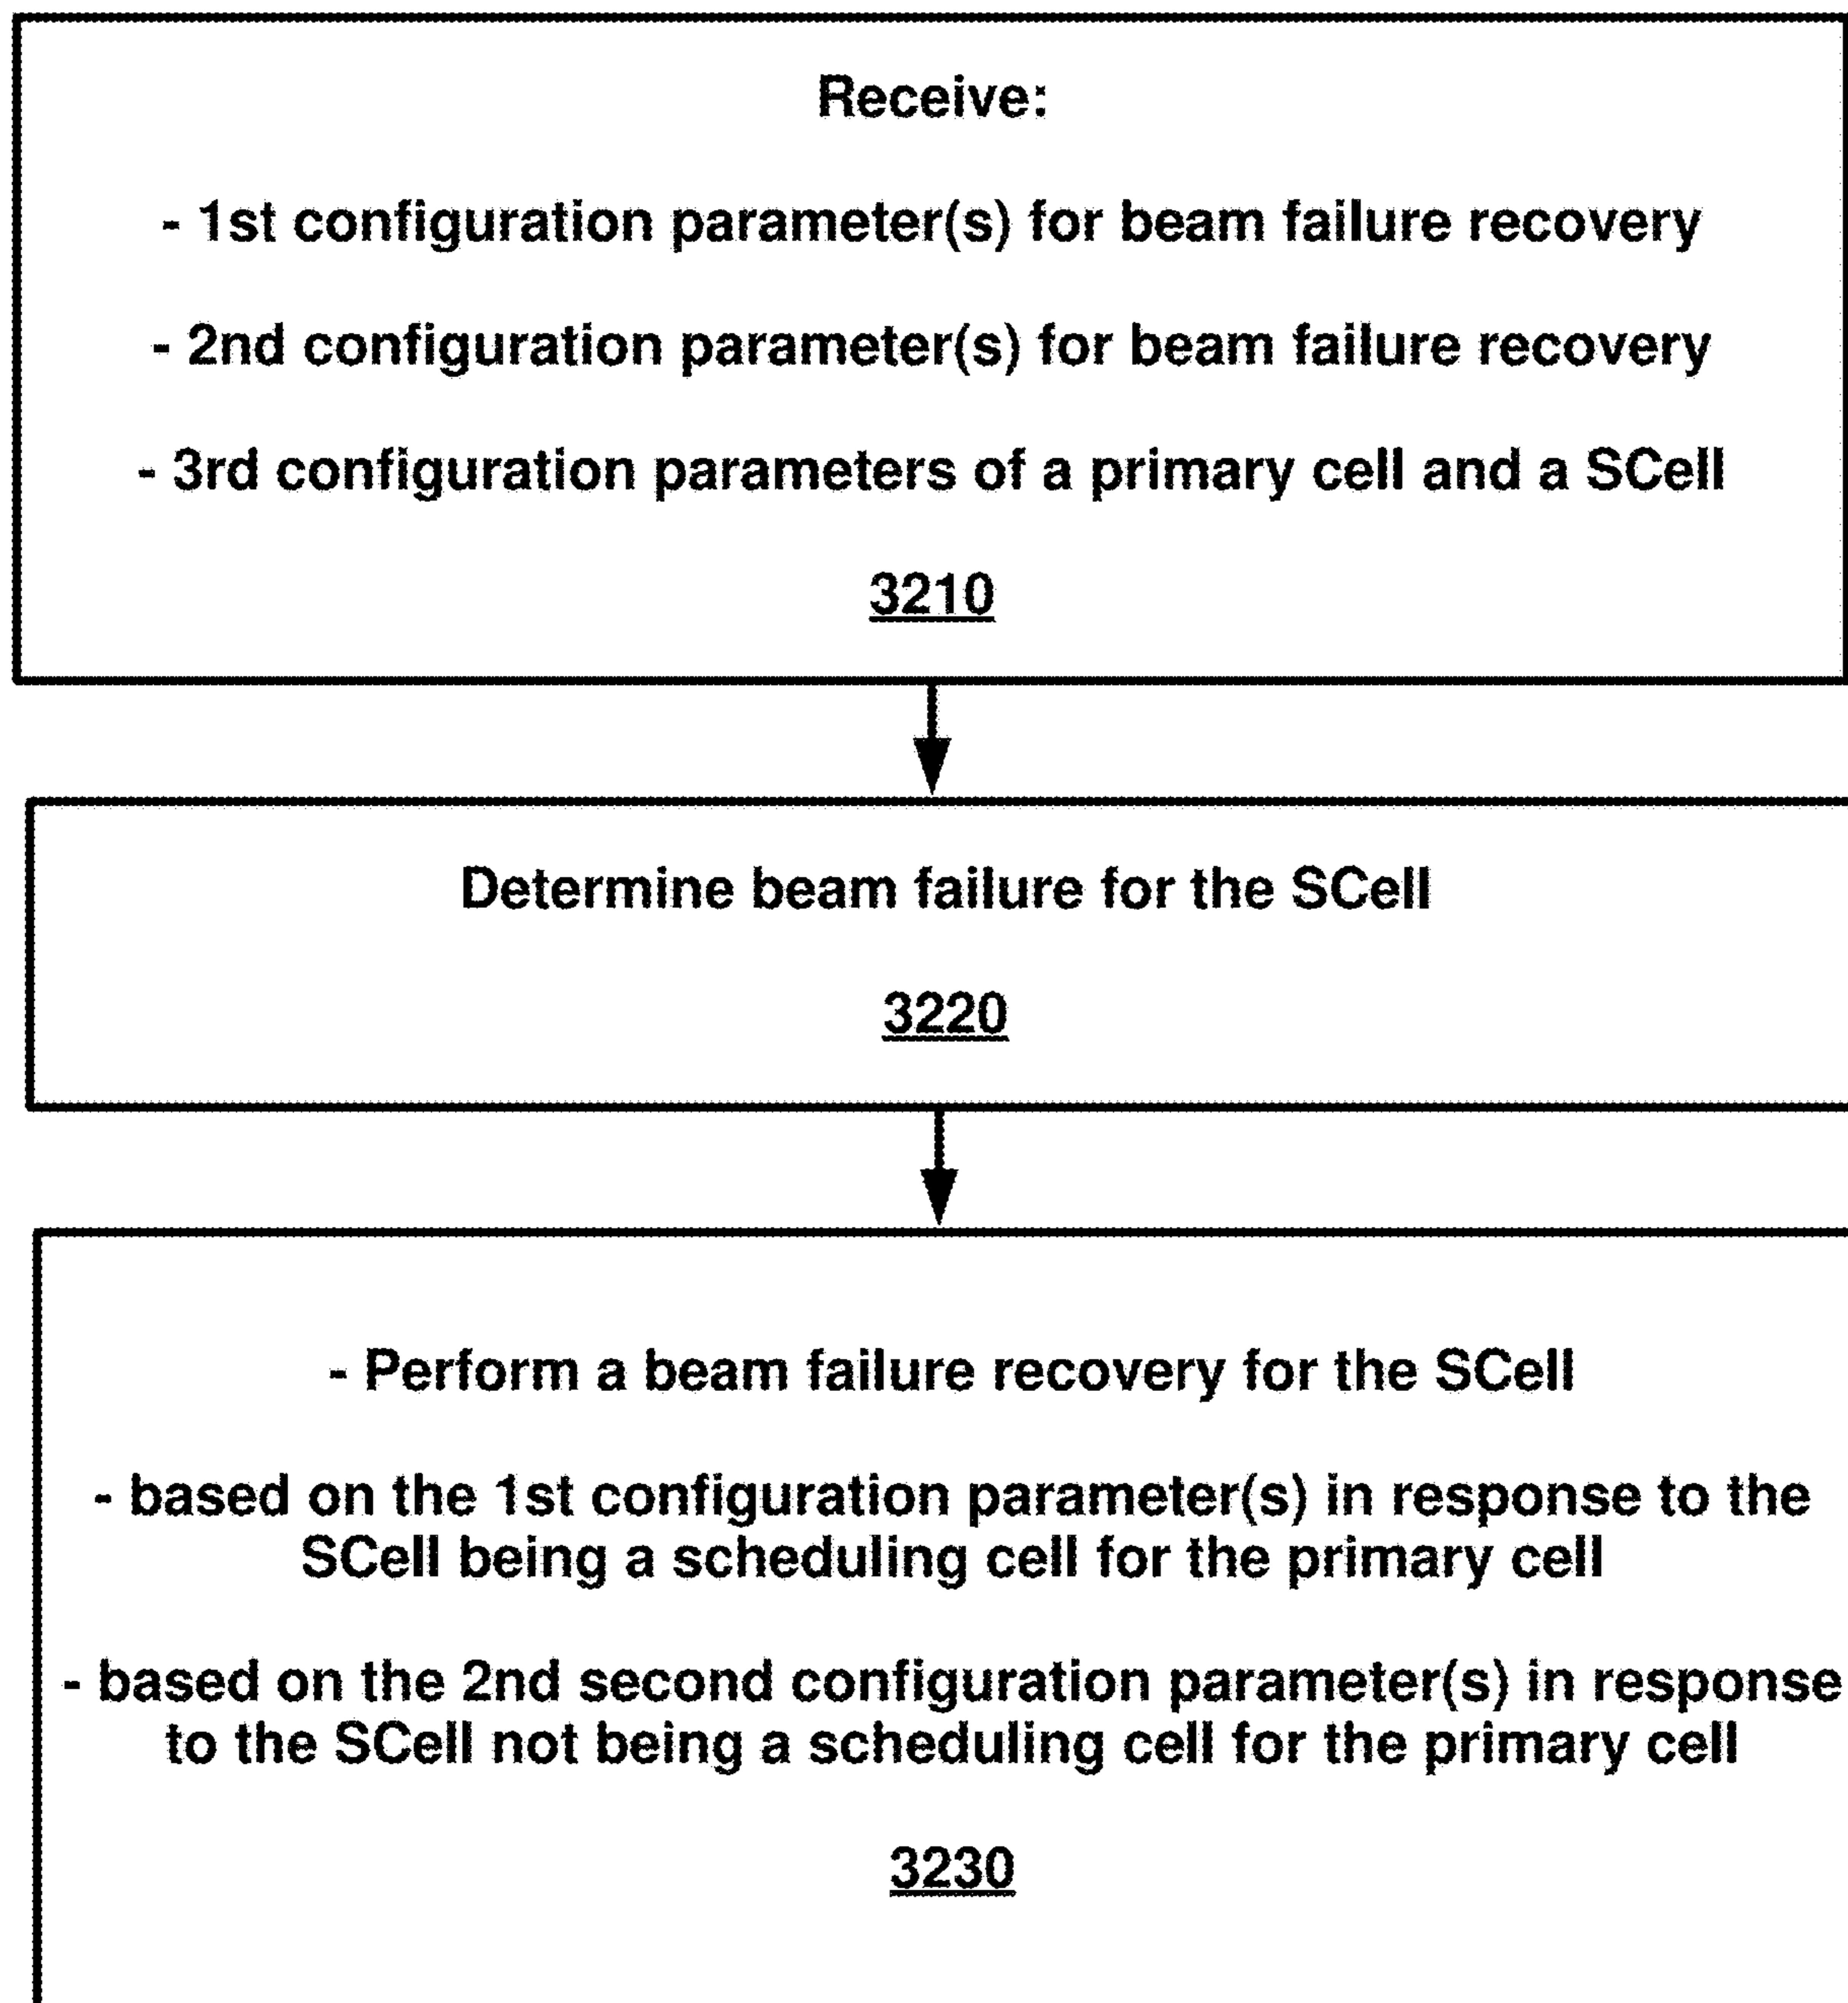 Receive:
- 1st configuration parameter(s) for beam failure recovery
- 2nd configuration parameter(s) for beam failure recovery
- 3rd configuration parameters of a primary cell and a SCell
3210
Determine beam failure for the SCell
3220
- Perform a beam failure recovery for the SCell
- based on the 1st configuration parameter(s) in response to the
SCell being a scheduling cell for the primary cell
- based on the 2nd second configuration parameter(s) in response
to the SCell not being a scheduling cell for the primary cell
3230